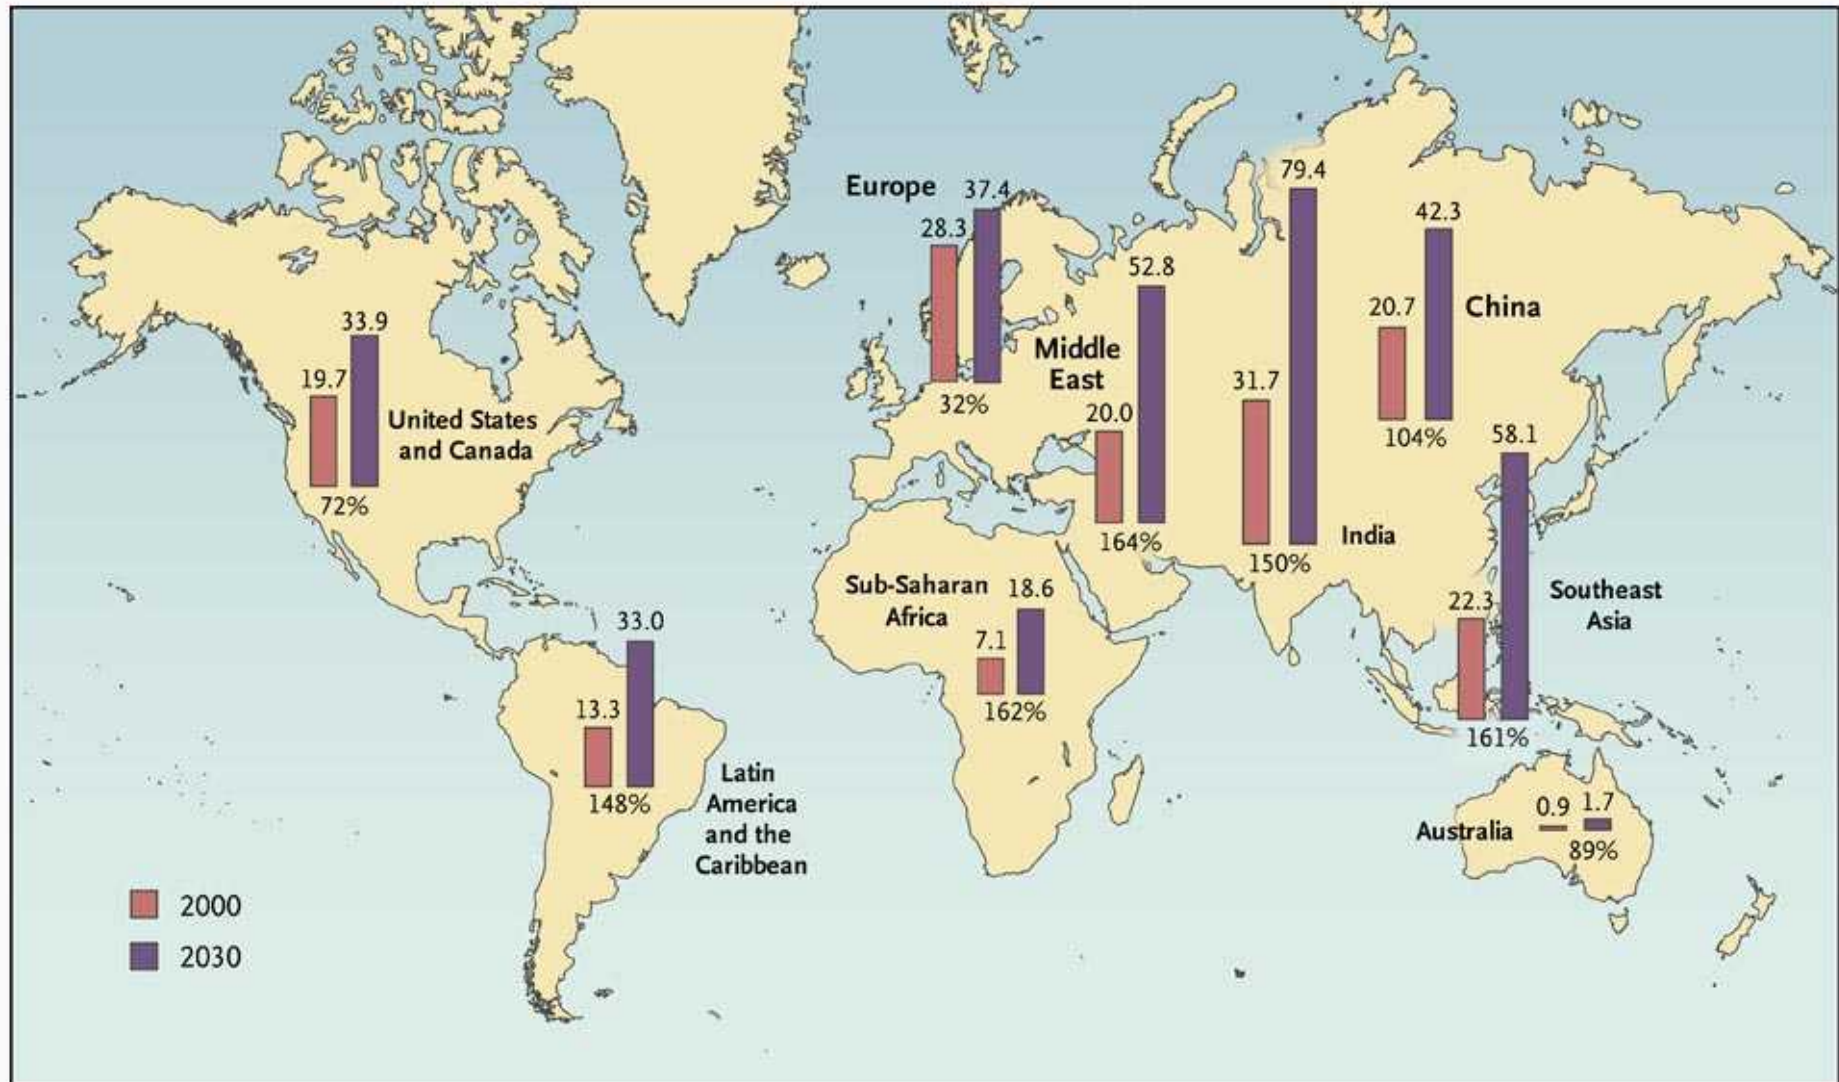 Europe
28.3
37.4
32%
Middle
East
20.0
52.8
164%
31.7
79.4
150%
India
20.7
42.3
104%
China
19.7
33.9
72%
United States
and Canada
22.3
58.1
161%
Southeast
Asia
Sub-Saharan
Africa
7.1
18.6
162%
13.3
33.0
148%
Latin
America
and the
Caribbean
Australia
0.9
1.7
89%
2000
2030